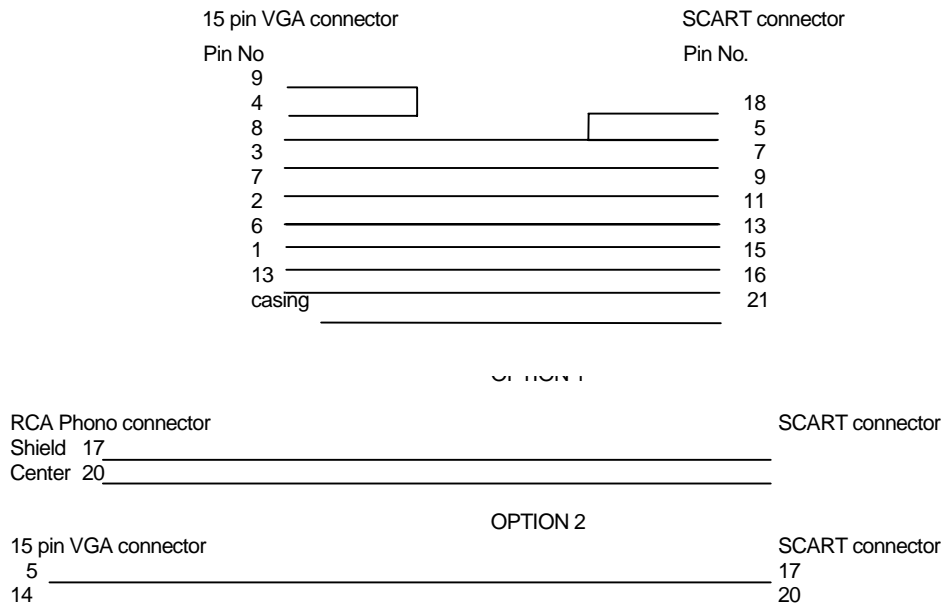 15 pin VGA connector SCART connector
Pin No Pin No.
9
4 18
8 5
3 7
7 9
2 11
6 13
1 15
13 16
casing 21
RCA Phono connector SCART connector
Shield 17
Center 20
OPTION 2
15 pin VGA connector SCART connector
5 17
14 20